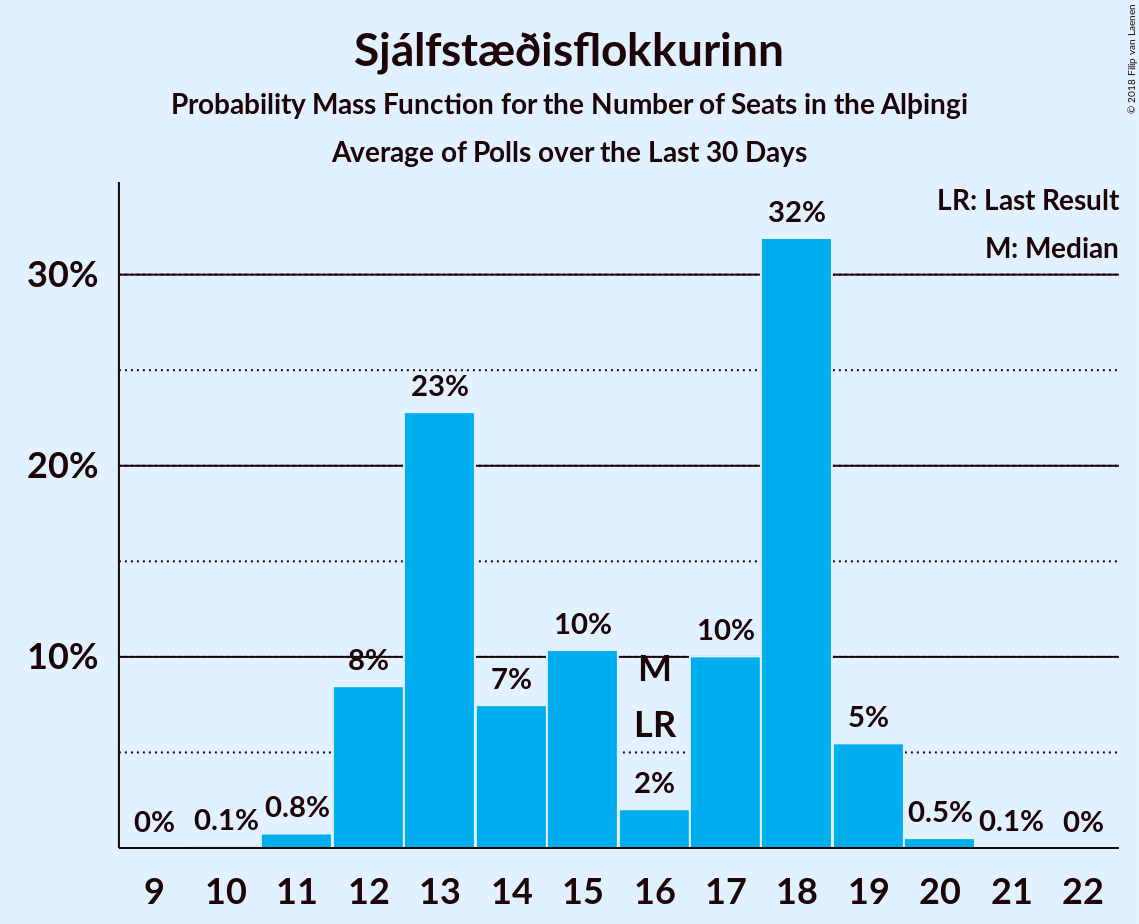 Sjálfstæðisflokkurinn
Probability Mass Function for the Number of Seats in the Alþingi
Average of Polls over the Last 30 Days
© 2018 Filip van Laenen
LR: Last Result
M: Median
30%
20%
10%
0%
0.1%
0.8%
8%
23%
7%
10%
M
LR
2%
10%
32%
5%
0.5%
0.1%
0%
9 10 11 12 13 14 15 16 17 18 19 20 21 22